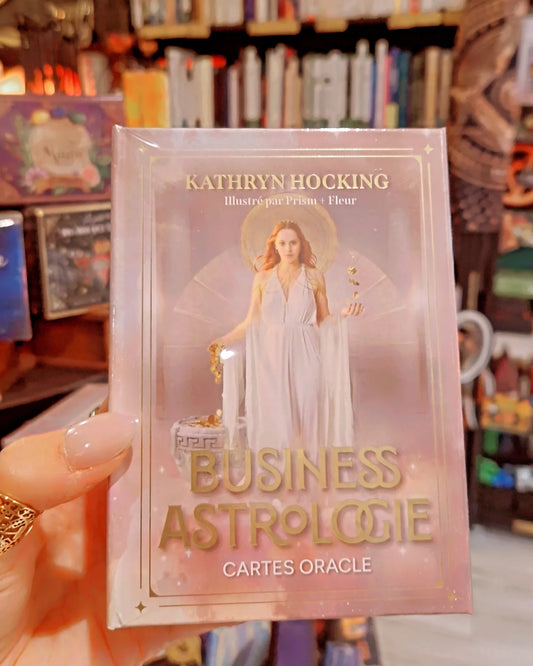 KATHRYN HOCKING
Illustré par Prism + Fleur
BUSINESS
ASTROLOGIE
CARTES ORACLE